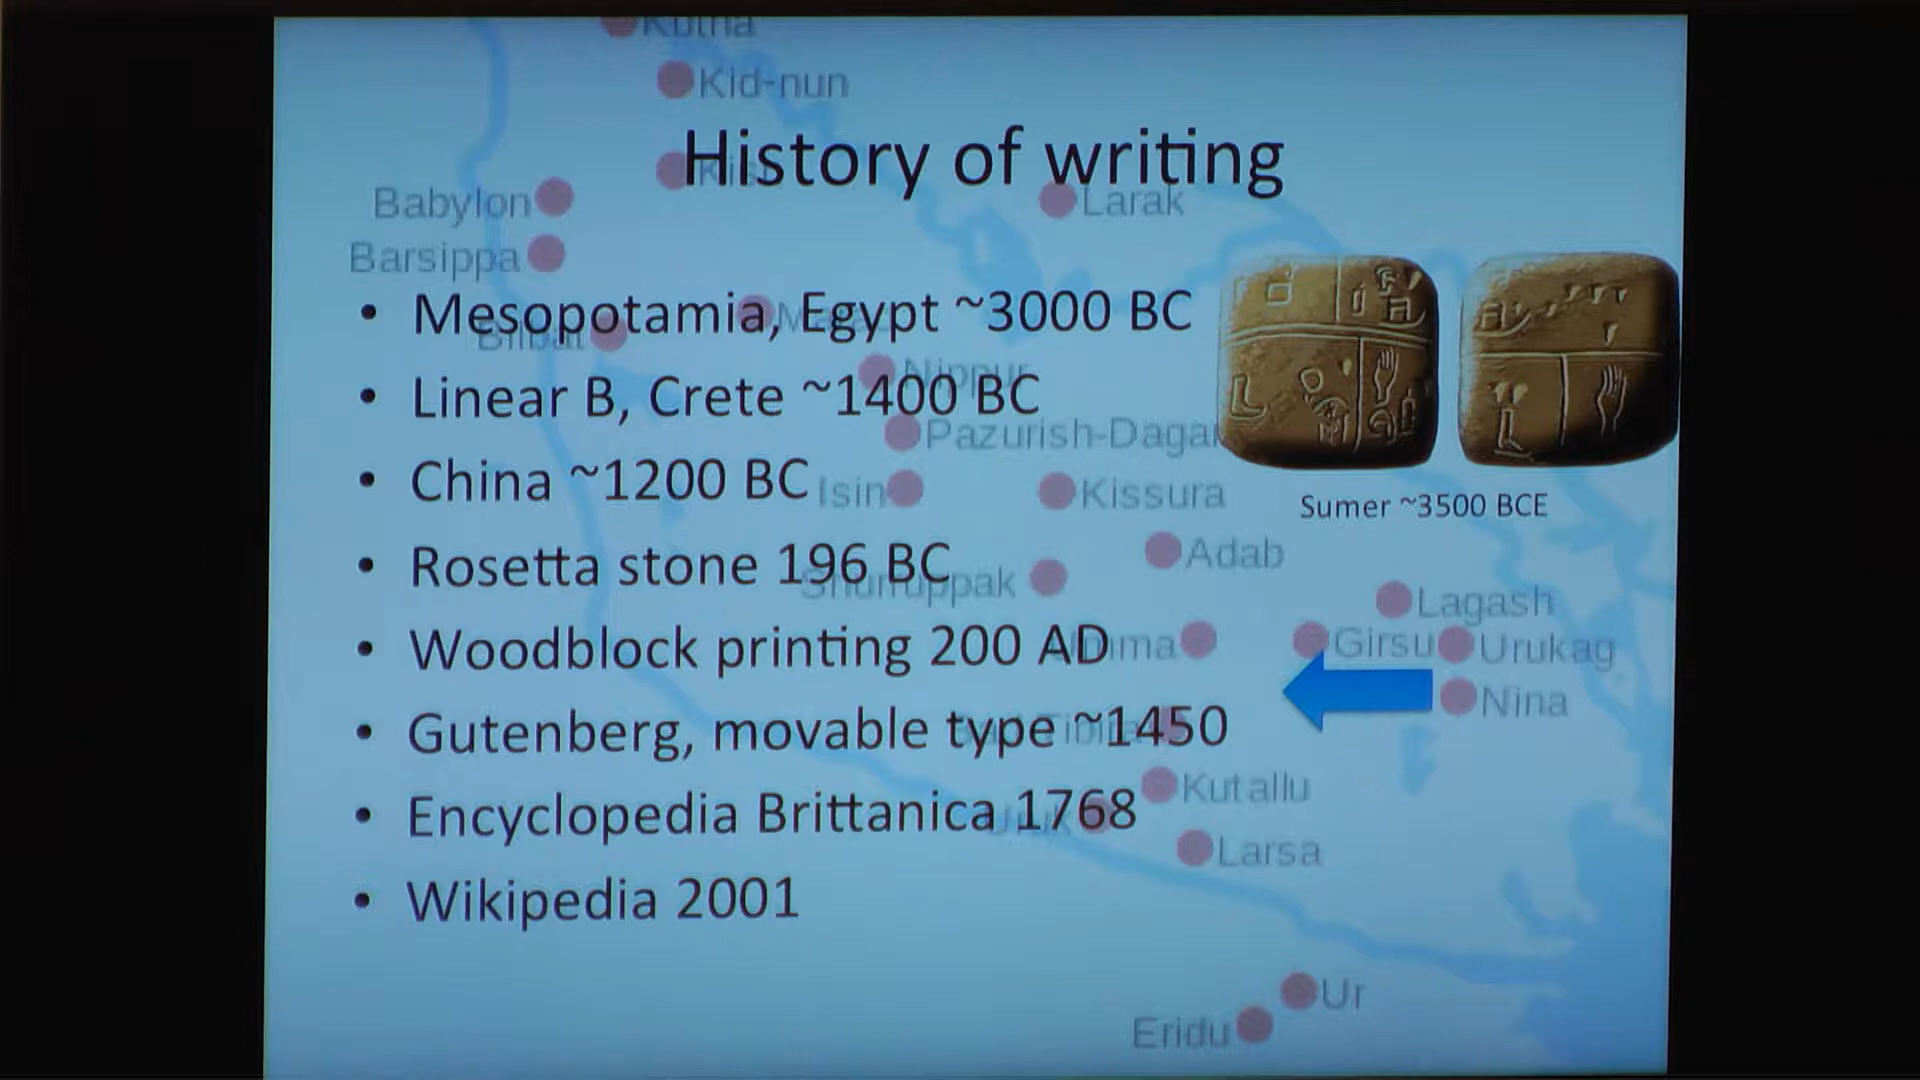 Kutha
Kid-nun
History of writing
Babylon
Larak
Barsippa
• Mesopotamia, Egypt ~3000 BC
• Linear B, Crete ~1400 BC
Nippur
Pazurish-Dagan
• China ~1200 BC
Isin
Kissura
Sumer ~3500 BCE
Adab
• Rosetta stone 196 BC
Shuruppak
Lagash
• Woodblock printing 200 AD
Girsu
Urukag
Nina
• Gutenberg, movable type ~1450
Kutallu
• Encyclopedia Brittanica 1768
Larsa
• Wikipedia 2001
Ur
Eridu